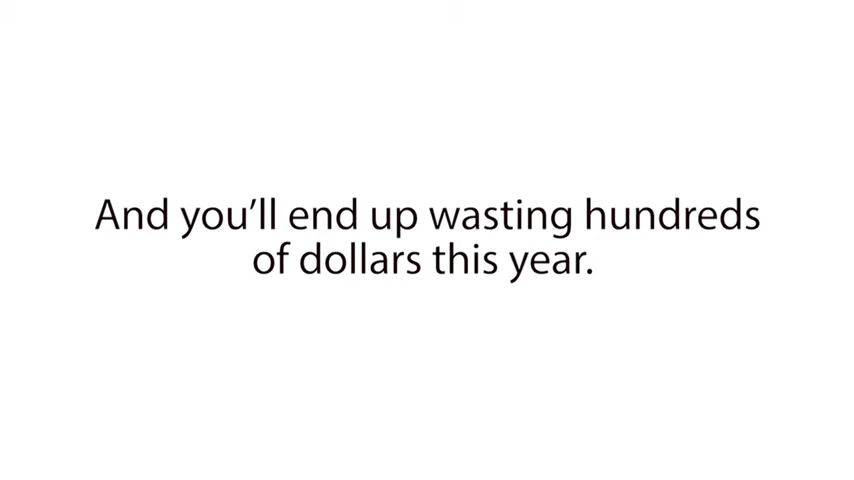 And you’ll end up wasting hundreds
of dollars this year.